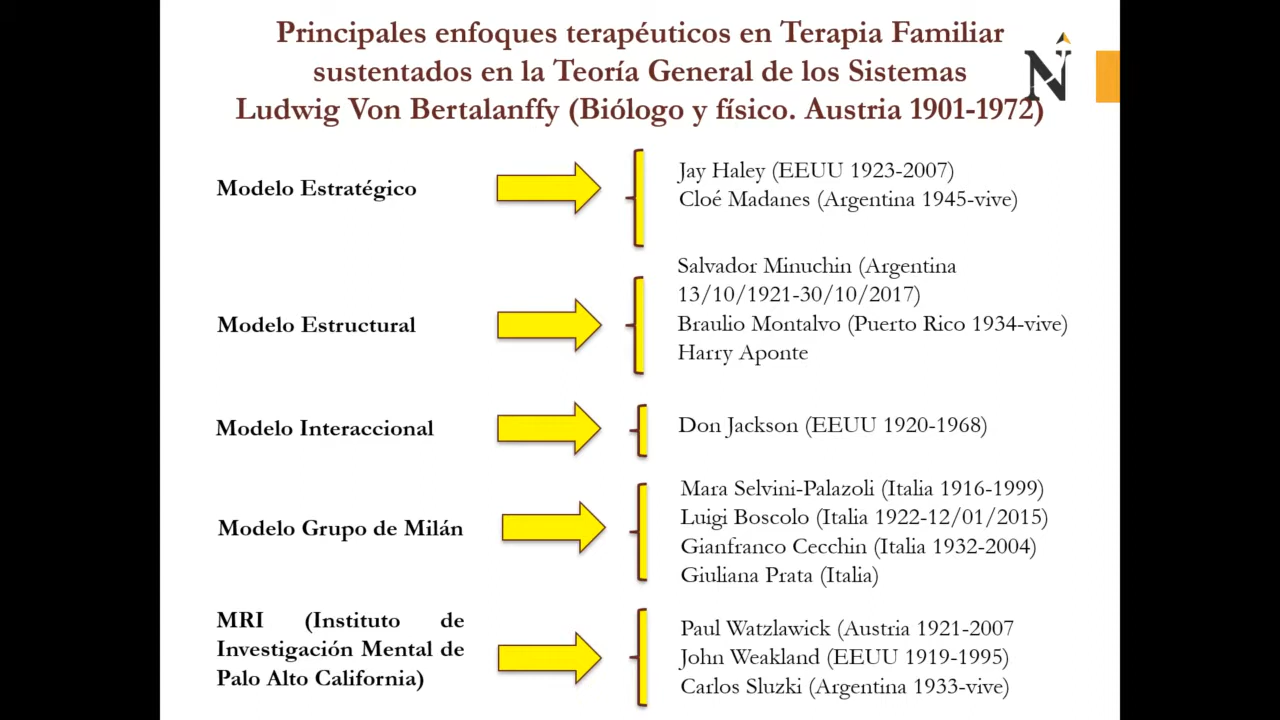 Principales enfoques terapéuticos en Terapia Familiar
sustentados en la Teoría General de los Sistemas
Ludwig Von Bertalanffy (Biólogo y físico. Austria 1901-1972)
N
Modelo Estratégico
Jay Haley (EEUU 1923-2007)
Cloé Madanes (Argentina 1945-vive)
Modelo Estructural
Salvador Minuchin (Argentina
13/10/1921-30/10/2017)
Braulio Montalvo (Puerto Rico 1934-vive)
Harry Aponte
Modelo Interaccional
Don Jackson (EEUU 1920-1968)
Modelo Grupo de Milán
Mara Selvini-Palazoli (Italia 1916-1999)
Luigi Boscolo (Italia 1922-12/01/2015)
Gianfranco Cecchin (Italia 1932-2004)
Giuliana Prata (Italia)
MRI (Instituto de
Investigación Mental de
Palo Alto California)
Paul Watzlawick (Austria 1921-2007
John Weakland (EEUU 1919-1995)
Carlos Sluzki (Argentina 1933-vive)